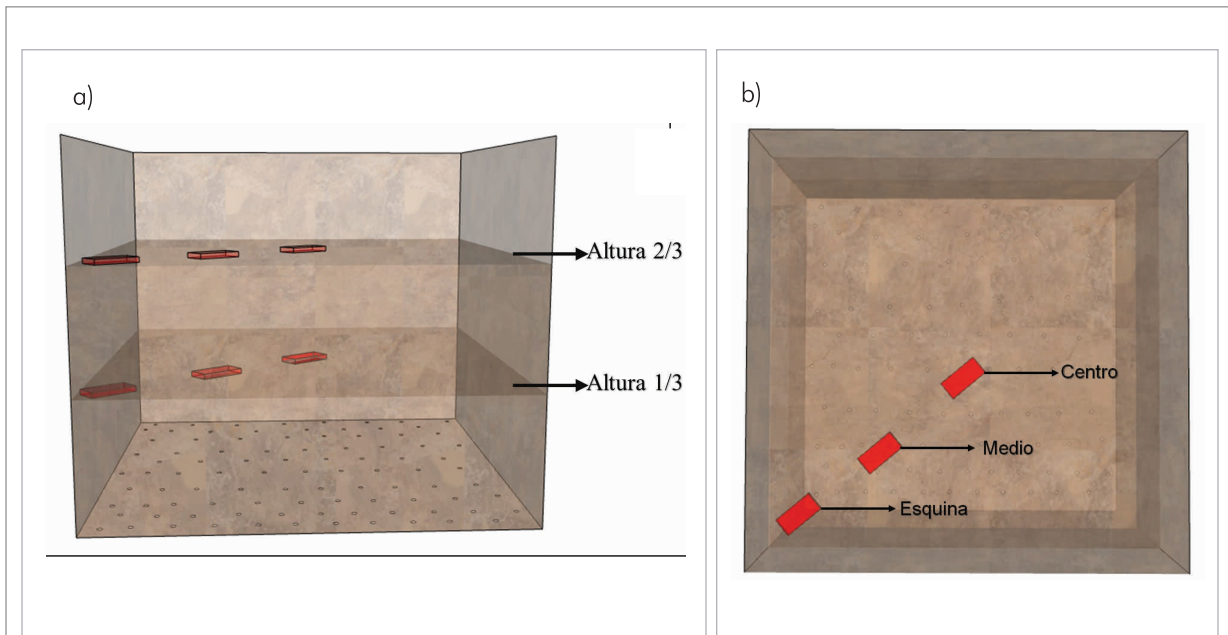 a)
Altura 2/3
Altura 1/3
b)
Centro
Medio
Esquina